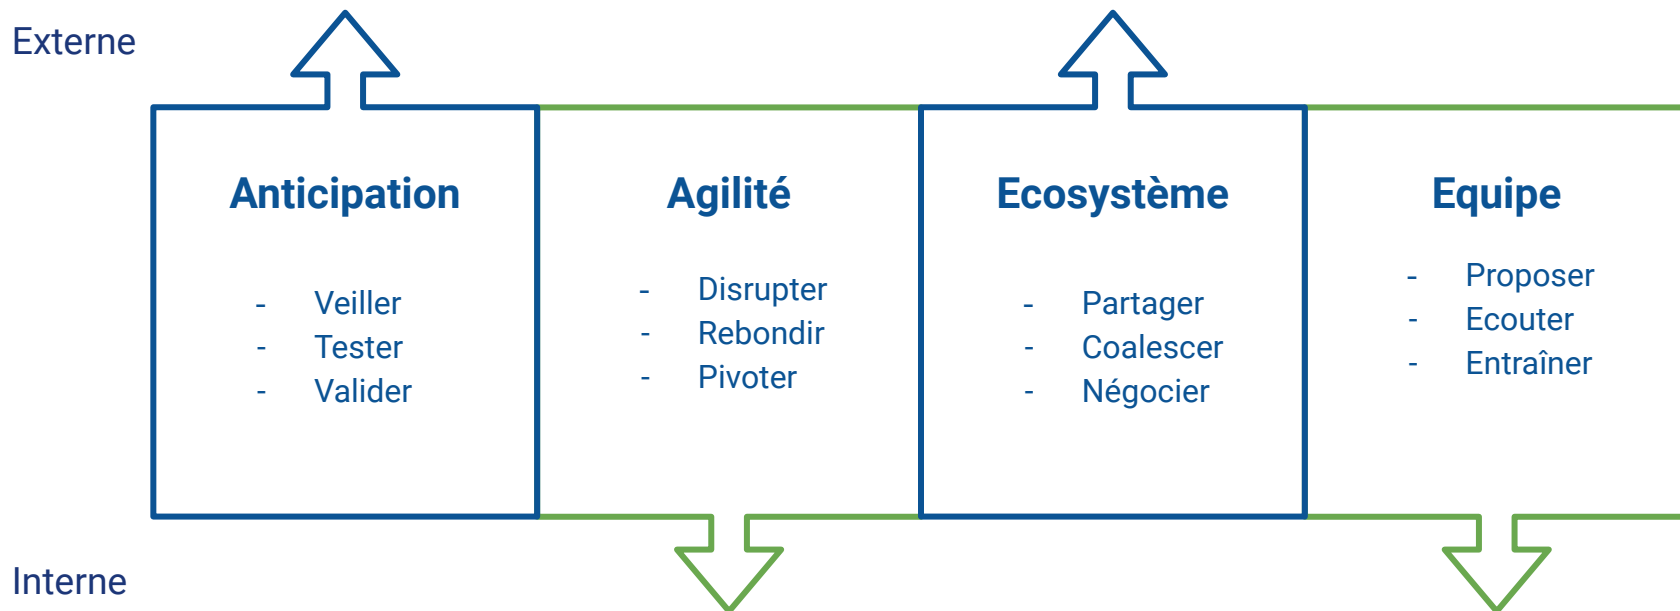 Externe
Anticipation
- Veiller
- Tester
- Valider
Agilité
- Disrupter
- Rebondir
- Pivoter
Ecosystème
- Partager
- Coalescer
- Négocier
Equipe
- Proposer
- Ecouter
- Entraîner
Interne